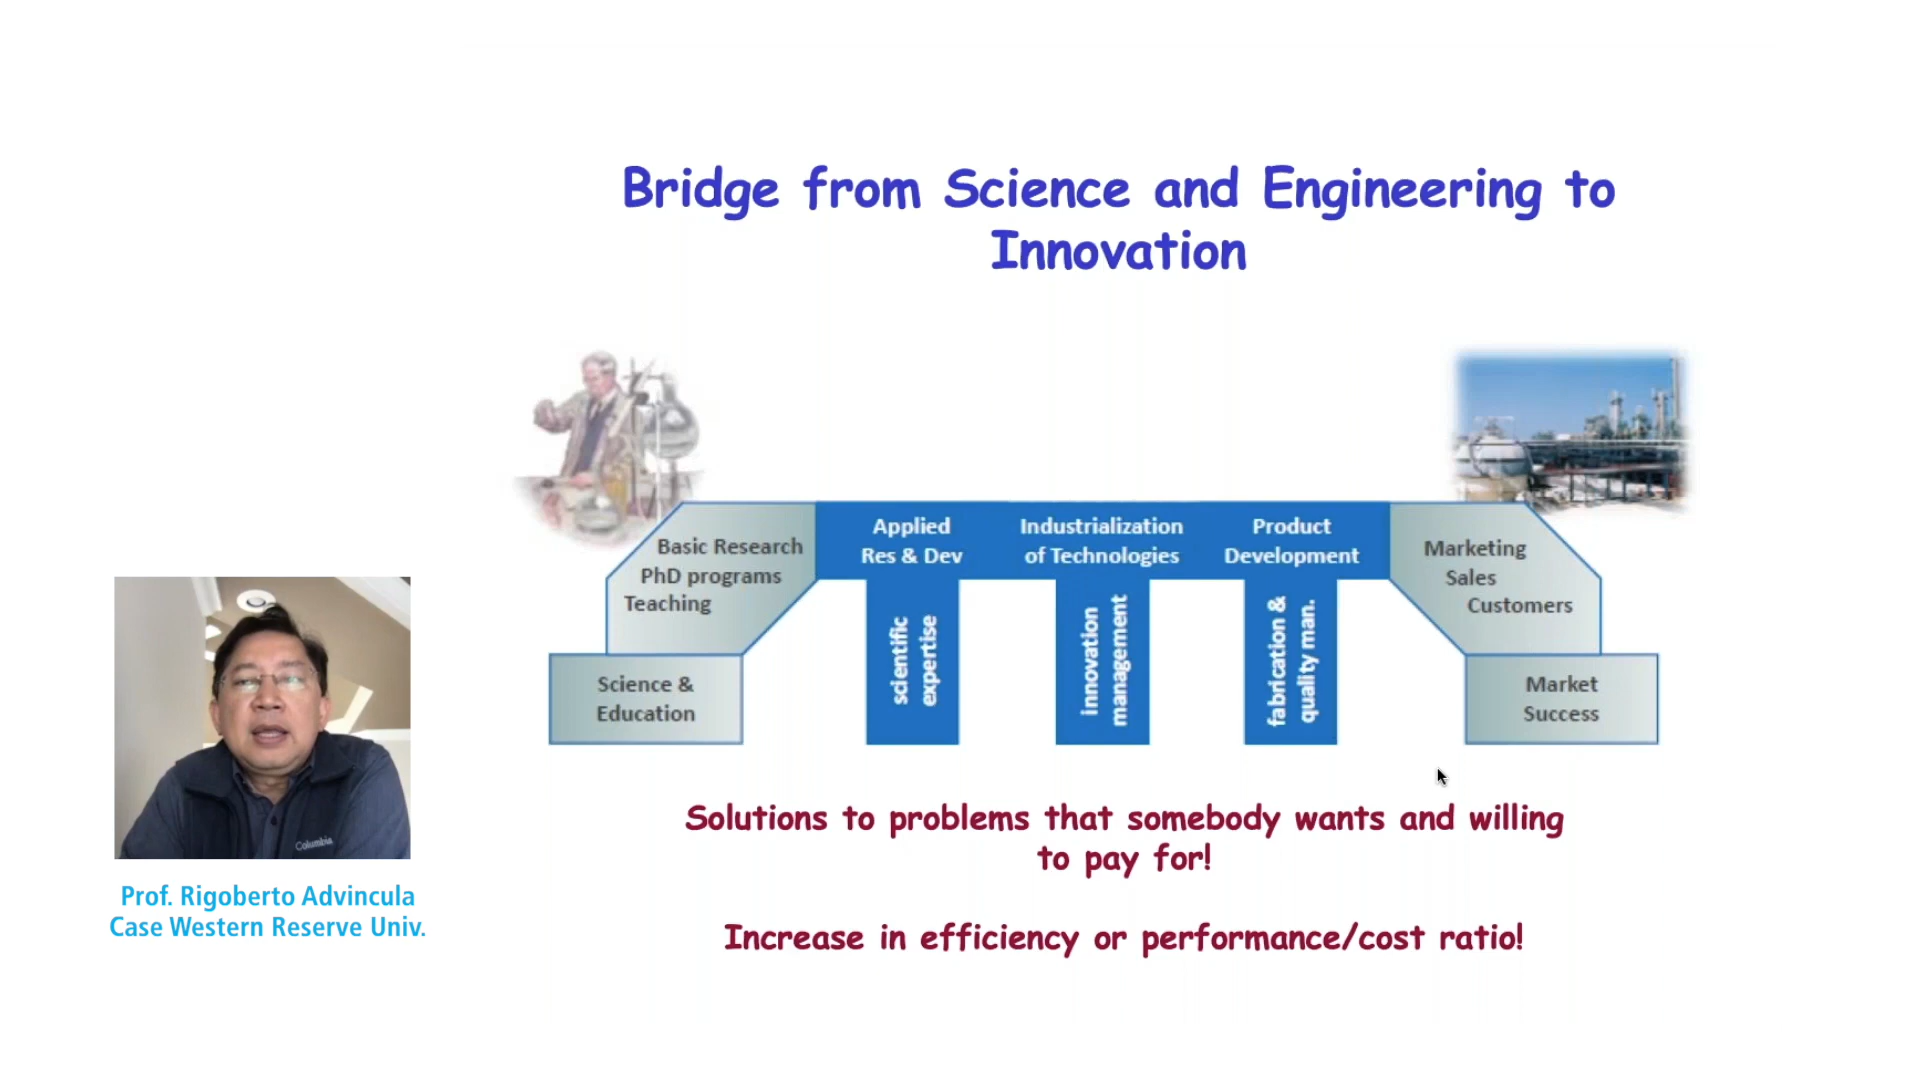 Bridge from Science and Engineering to
Innovation
Basic Research
PhD programs
Teaching
Science &
Education
Applied
Res & Dev
Industrialization
of Technologies
Product
Development
scientific
expertise
innovation
management
fabrication &
quality man.
Marketing
Sales
Customers
Market
Success
Solutions to problems that somebody wants and willing
to pay for!
Increase in efficiency or performance/cost ratio!
Columbia
Prof. Rigoberto Advincula
Case Western Reserve Univ.